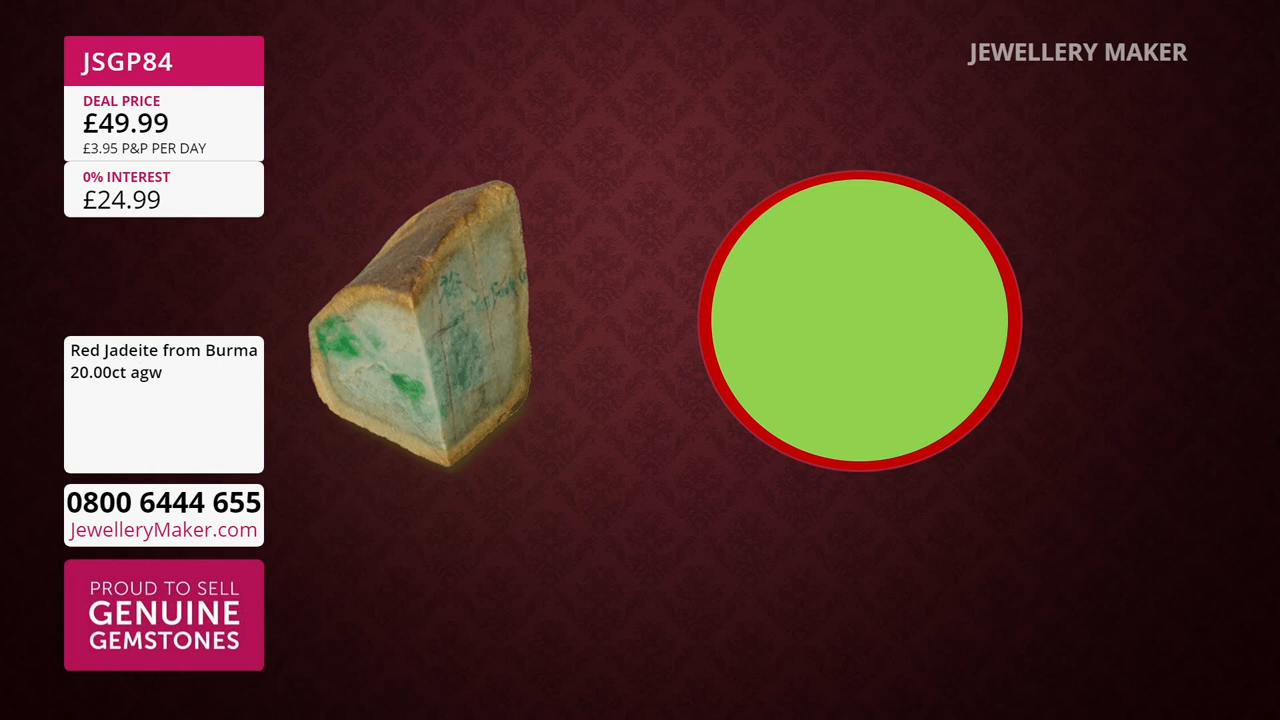 JSGP84
DEAL PRICE
£49.99
£3.95 P&P PER DAY
0% INTEREST
£24.99
Red Jadeite from Burma
20.00ct agw
0800 6444 655
JewelleryMaker.com
PROUD TO SELL
GENUINE
GEMSTONES
JEWELLERY MAKER